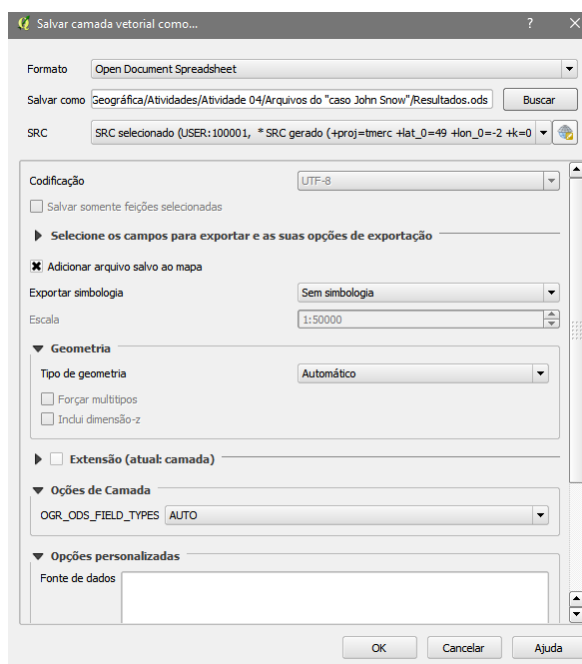 Salvar camada vetorial como...
Formato Open Document Spreadsheet
Salvar como Geográfica/Atividades/Atividade 04/Arquivos do "caso John Snow"/Resultados.ods Buscar
SRC SRC selecionado (USER:100001, * SRC gerado (+proj=tmerc +lat_0=49 +lon_0=-2 +k=0
Codificação UTF-8
Salvar somente feições selecionadas
Selecione os campos para exportar e as suas opções de exportação
Adicionar arquivo salvo ao mapa
Exportar simbologia Sem simbologia
Escala 1:50000
Geometria
Tipo de geometria Automático
Forçar multitipos
Inclui dimensão-z
Extensão (atual: camada)
Oções de Camada
OGR_ODS_FIELD_TYPES AUTO
Opções personalizadas
Fonte de dados
OK Cancelar Ajuda